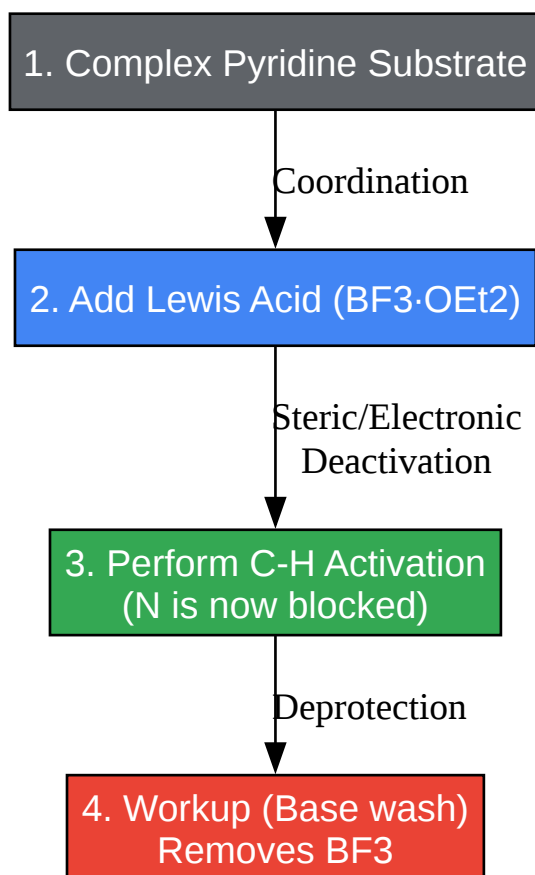 1. Complex Pyridine Substrate
Coordination
2. Add Lewis Acid (BF3·OEt2)
Steric/Electronic
Deactivation
3. Perform C-H Activation
(N is now blocked)
Deprotection
4. Workup (Base wash)
Removes BF3